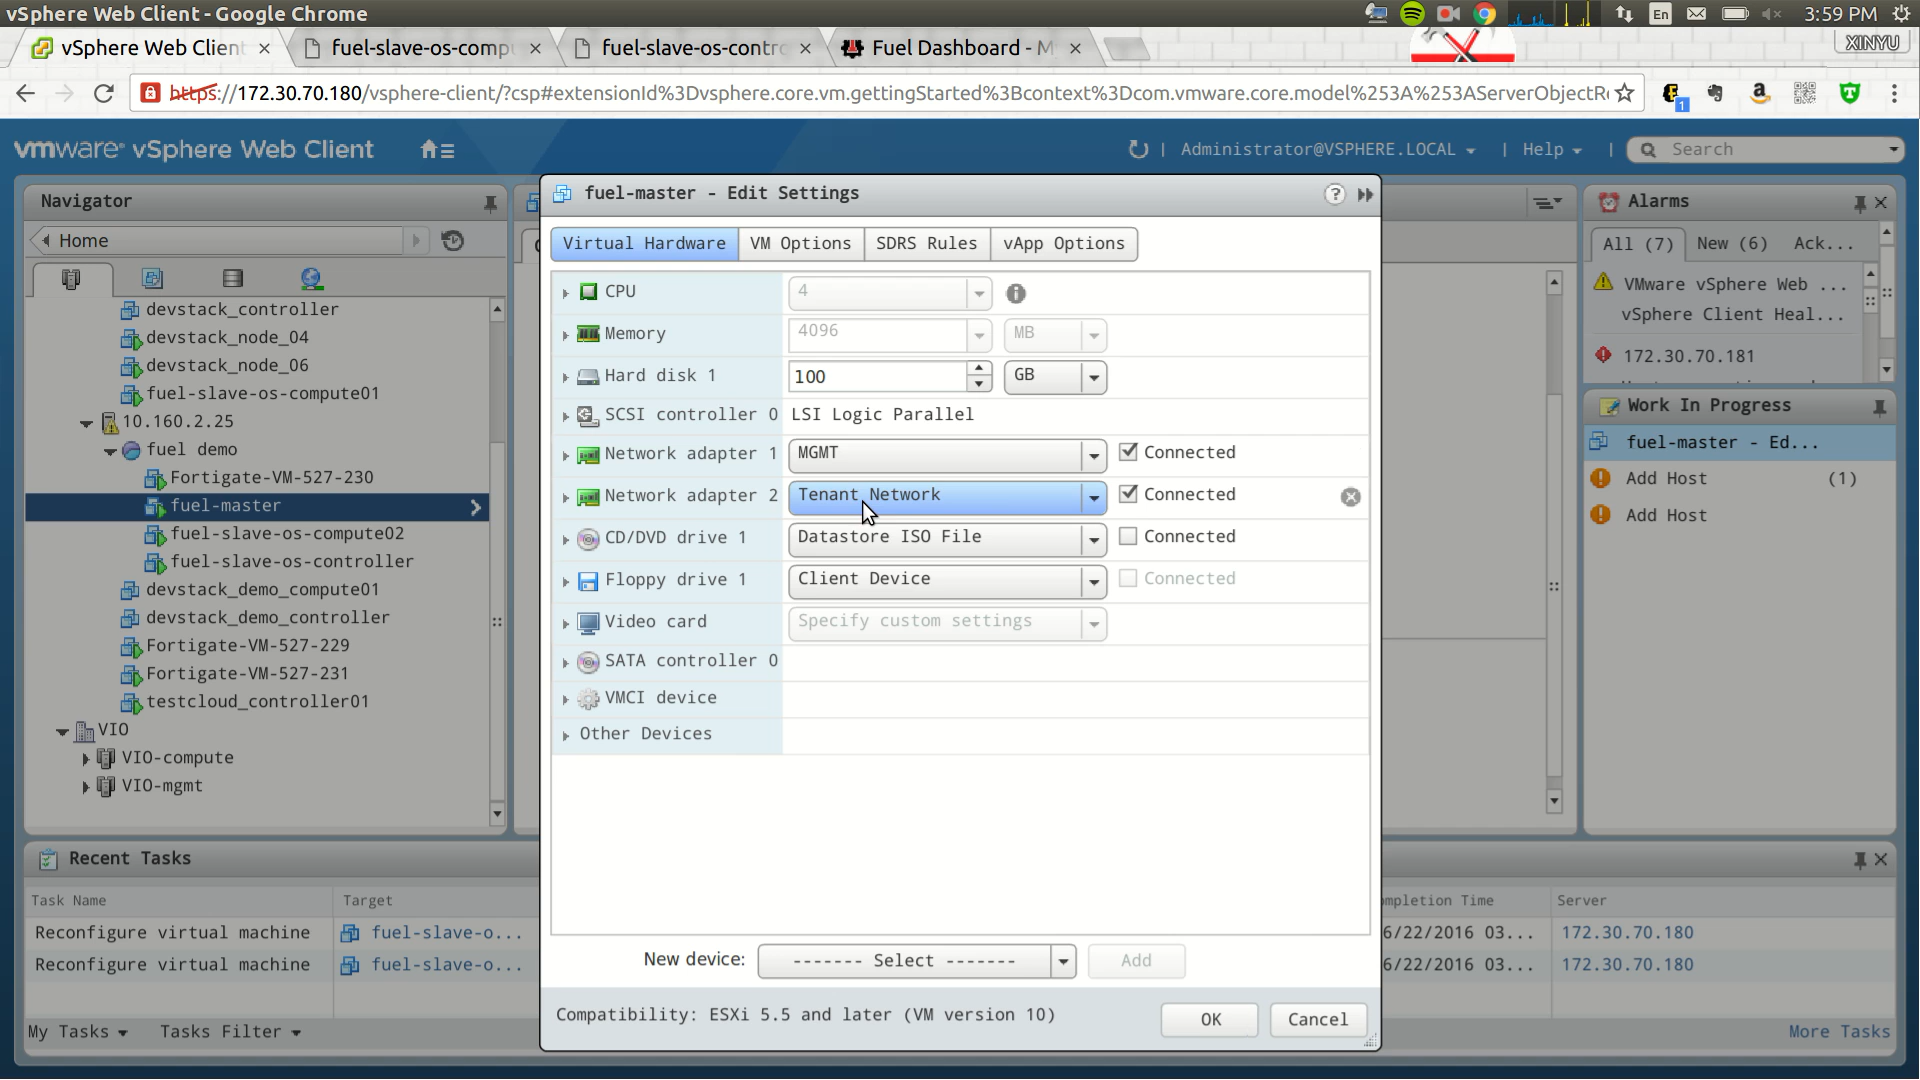 vSphere Web Client - Google Chrome
En
3:59 PM
vSphere Web Client
fuel-slave-os-comp
fuel-slave-os-contro
Fuel Dashboard - M
XINYU
https://172.30.70.180/vsphere-client/?csp#extensionId%3Dvsphere.core.vm.gettingStarted%3Bcontext%3Dcom.vmware.core.model%253A%253AServerObjectR
1
vmware vSphere Web Client
Administrator@VSPHERE.LOCAL
Help
Search
Navigator
Home
devstack_controller
devstack_node_04
devstack_node_06
fuel-slave-os-compute01
10.160.2.25
fuel demo
Fortigate-VM-527-230
fuel-master
fuel-slave-os-compute02
fuel-slave-os-controller
devstack_demo_compute01
devstack_demo_controller
Fortigate-VM-527-229
Fortigate-VM-527-231
testcloud_controller01
VIO
VIO-compute
VIO-mgmt
fuel-master - Edit Settings
Virtual Hardware
VM Options
SDRS Rules
vApp Options
CPU
4
Memory
4096
MB
Hard disk 1
100
GB
SCSI controller 0
LSI Logic Parallel
Network adapter 1
MGMT
Connected
Network adapter 2
Tenant Network
Connected
CD/DVD drive 1
Datastore ISO File
Connected
Floppy drive 1
Client Device
Connected
Video card
Specify custom settings
SATA controller 0
VMCI device
Other Devices
New device:
------- Select -------
Add
Compatibility: ESXi 5.5 and later (VM version 10)
OK
Cancel
Alarms
All (7)
New (6)
Ack...
VMware vSphere Web ...
vSphere Client Heal...
172.30.70.181
Work In Progress
fuel-master - Ed...
Add Host
(1)
Add Host
Recent Tasks
Task Name
Target
mpletion Time
Server
Reconfigure virtual machine
fuel-slave-o...
6/22/2016 03...
172.30.70.180
Reconfigure virtual machine
fuel-slave-o...
6/22/2016 03...
172.30.70.180
My Tasks
Tasks Filter
More Tasks